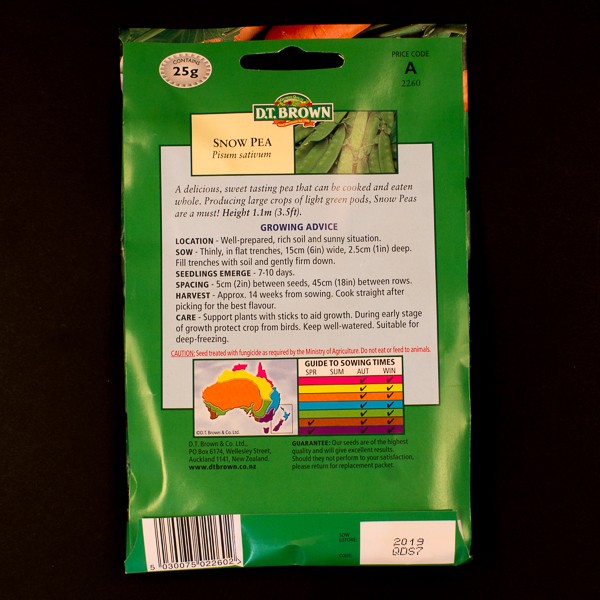 CONTAINS
25g
PRICE CODE
A
2260
D.T. BROWN
SNOW PEA
Pisum sativum
A delicious, sweet tasting pea that can be cooked and eaten
whole. Producing large crops of light green pods, Snow Peas
are a must! Height 1.1m (3.5ft).
GROWING ADVICE
LOCATION - Well-prepared, rich soil and sunny situation.
SOW - Thinly, in flat trenches, 15cm (6in) wide, 2.5cm (1in) deep.
Fill trenches with soil and gently firm down.
SEEDLINGS EMERGE - 7-10 days.
SPACING - 5cm (2in) between seeds, 45cm (18in) between rows.
HARVEST - Approx. 14 weeks from sowing. Cook straight after
picking for the best flavour.
CARE - Support plants with sticks to aid growth. During early stage
of growth protect crop from birds. Keep well-watered. Suitable for
deep-freezing.
CAUTION: Seed treated with fungicide as required by the Ministry of Agriculture. Do not eat or feed to animals.
GUIDE TO SOWING TIMES
SPR SUM AUT WIN
©D.T. Brown & Co. Ltd.
D.T. Brown & Co. Ltd.,
PO Box 6174, Wellesley Street,
Auckland 1141, New Zealand.
www.dtbrown.co.nz
GUARANTEE: Our seeds are of the highest
quality and will give excellent results.
Should they not perform to your satisfaction,
please return for replacement packet.
5 030075 022602 >
SOW
BEFORE
2019
QDS7